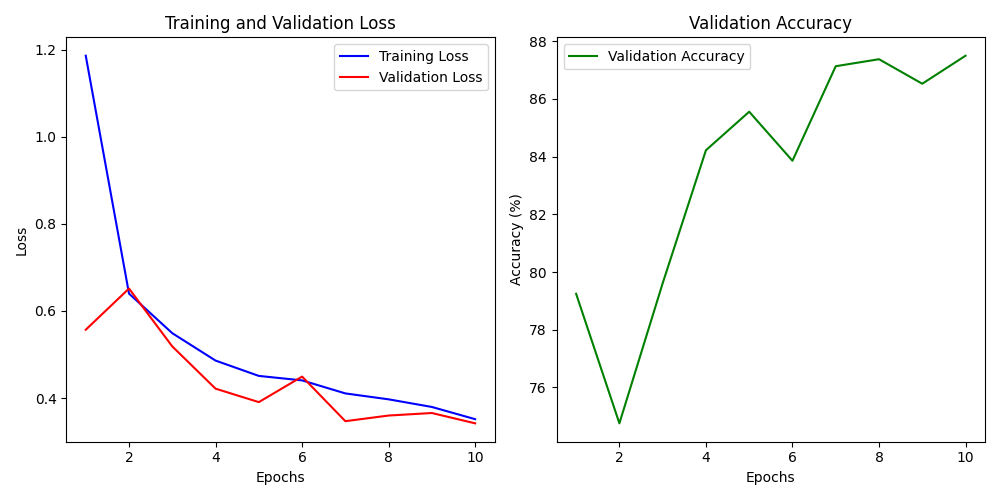 Training and Validation Loss
Training Loss
Validation Loss
1.2
1.0
0.8
0.6
0.4
Loss
2 4 6 8 10
Epochs
Validation Accuracy
Validation Accuracy
88
86
84
82
80
78
76
Accuracy (%)
2 4 6 8 10
Epochs